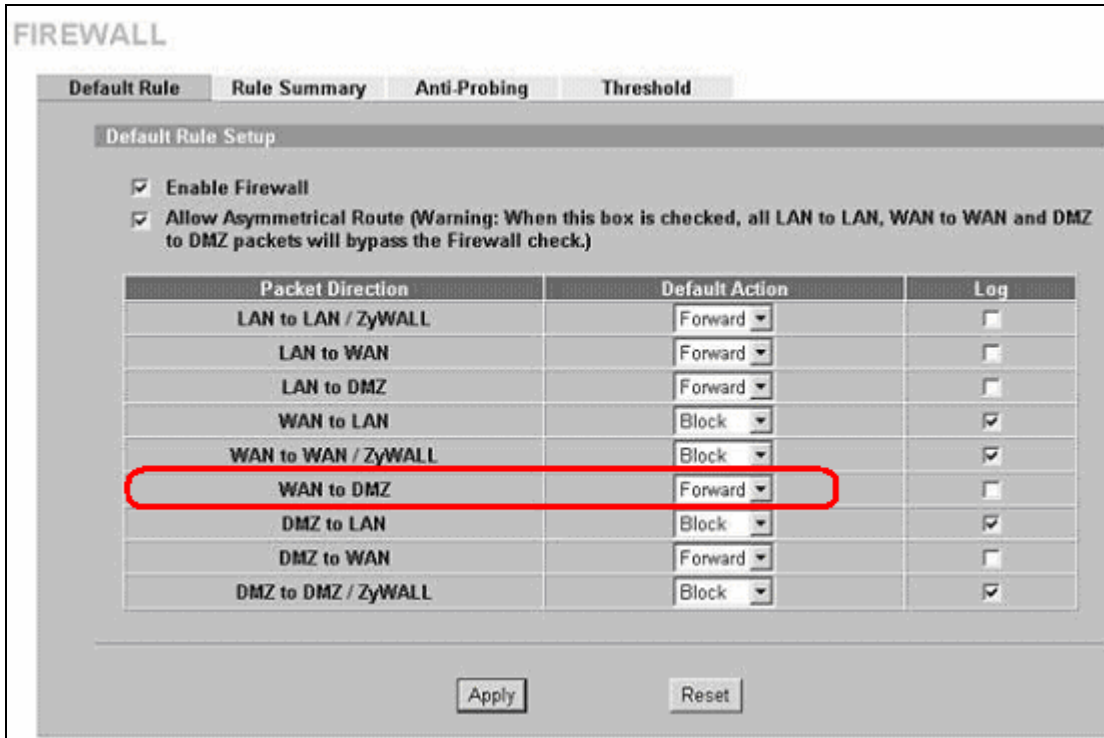 FIREWALL
Default Rule Rule Summary Anti-Probing Threshold
Default Rule Setup
Enable Firewall
Allow Asymmetrical Route (Warning: When this box is checked, all LAN to LAN, WAN to WAN and DMZ
to DMZ packets will bypass the Firewall check.)
Packet Direction Default Action Log
LAN to LAN / ZyWALL Forward
LAN to WAN Forward
LAN to DMZ Forward
WAN to LAN Block
WAN to WAN / ZyWALL Block
WAN to DMZ Forward
DMZ to LAN Block
DMZ to WAN Forward
DMZ to DMZ / ZyWALL Block
Apply Reset